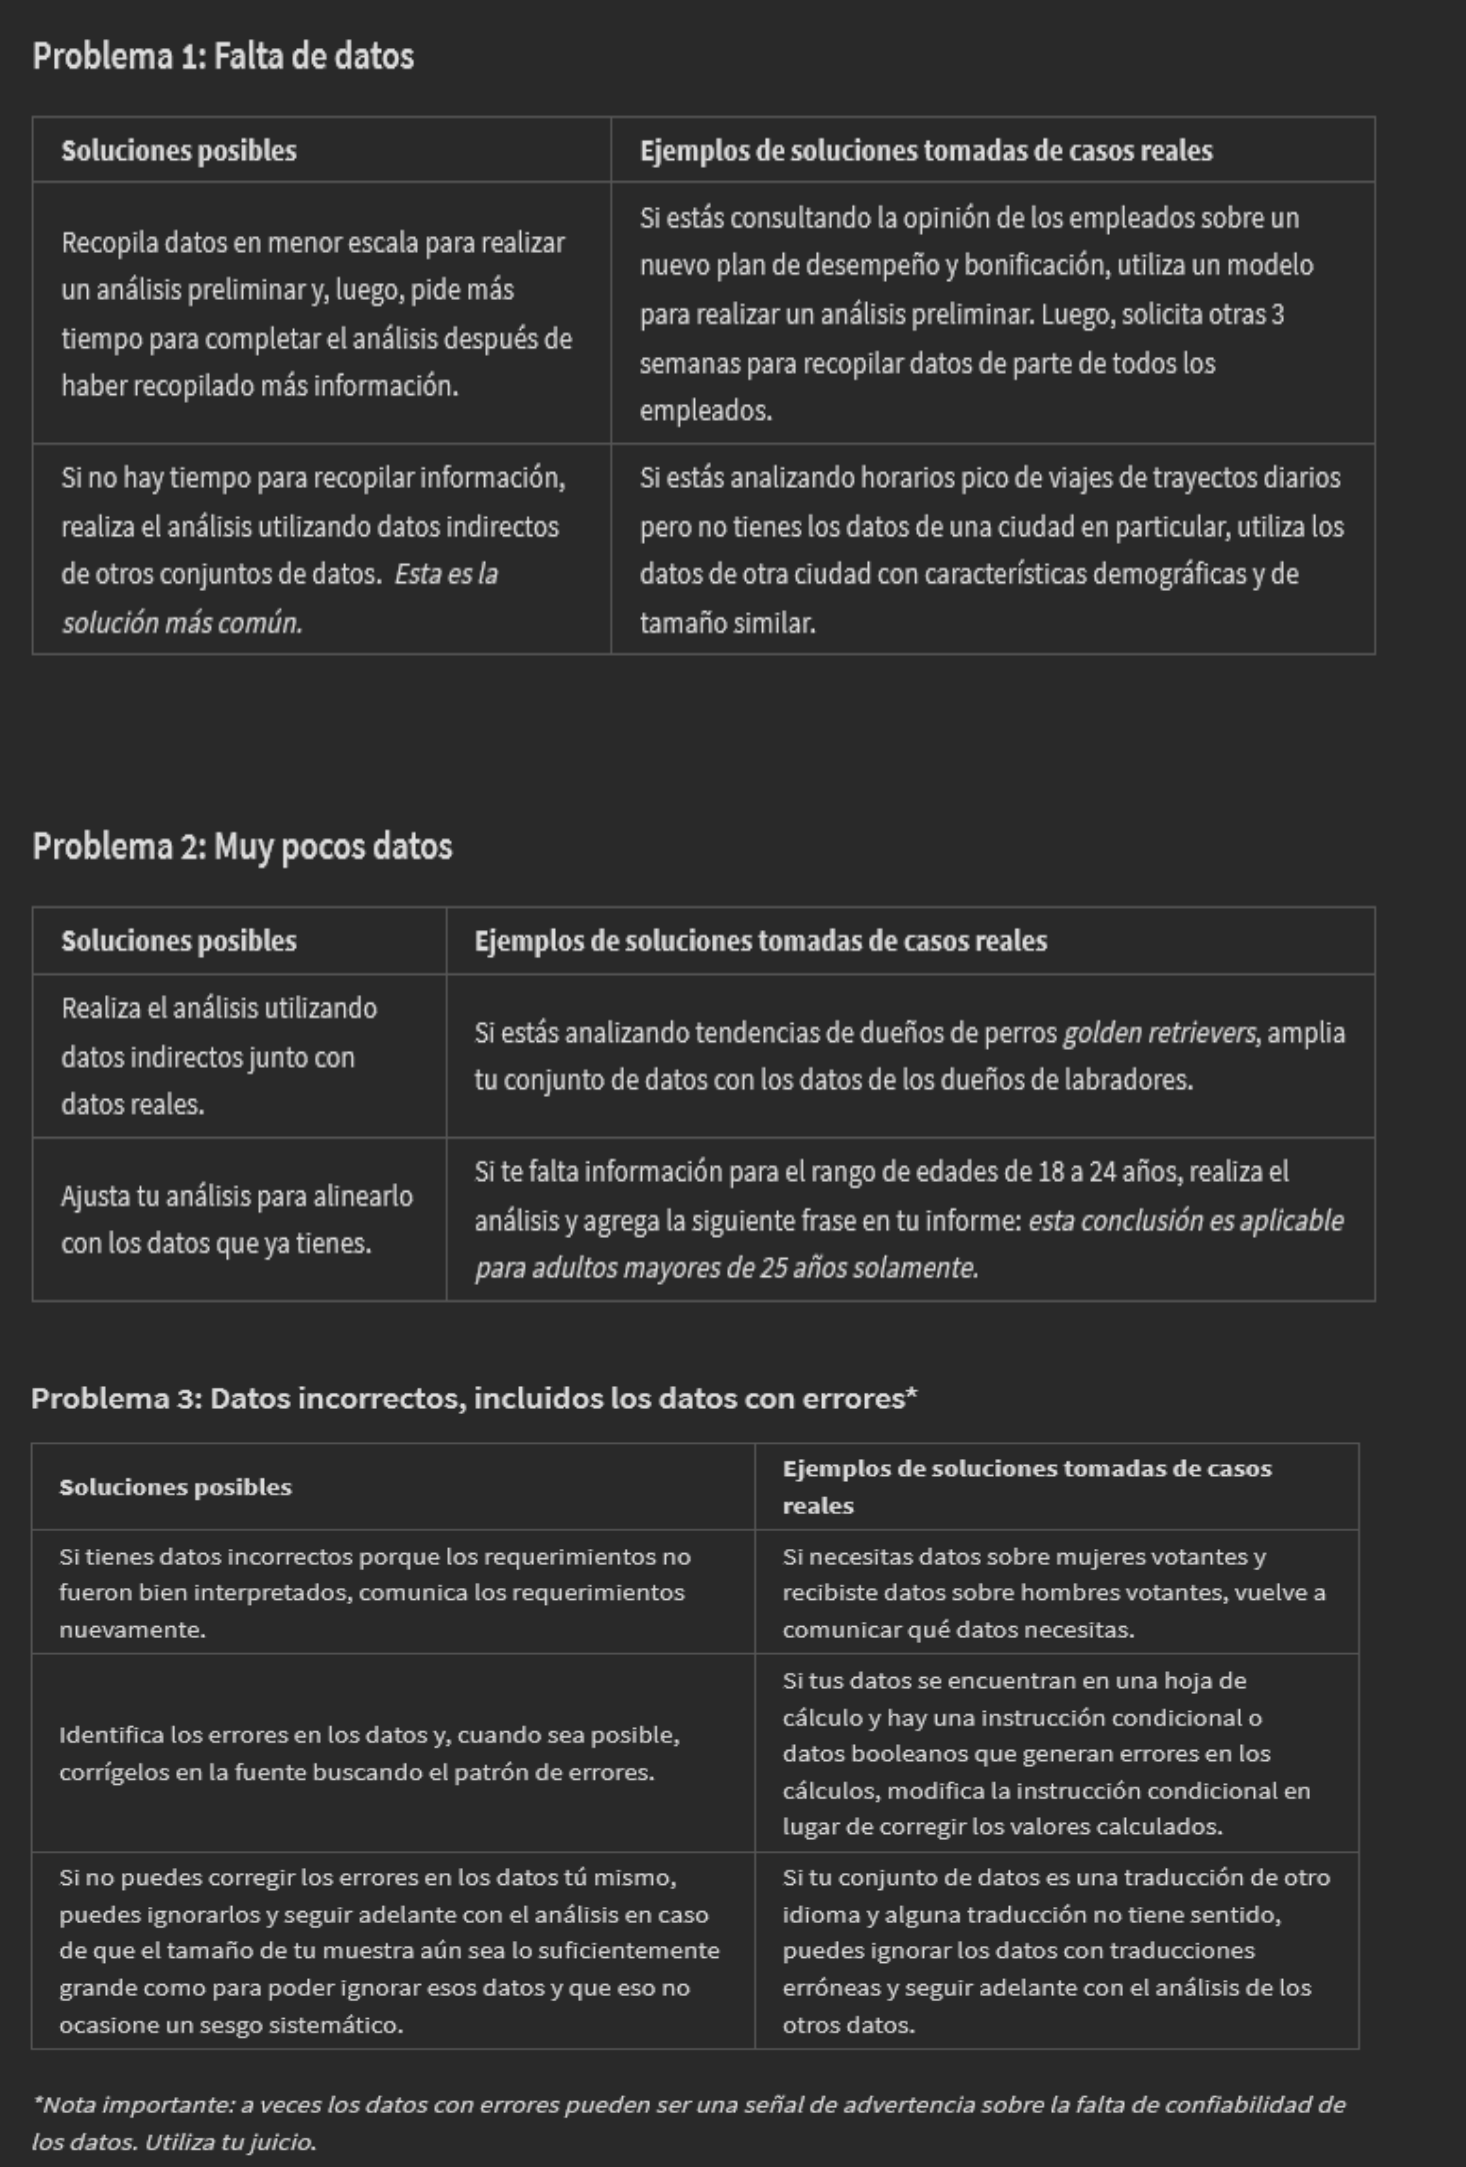 Problema 1: Falta de datos
Soluciones posibles
Ejemplos de soluciones tomadas de casos reales
Recopila datos en menor escala para realizar
un análisis preliminar y, luego, pide más
tiempo para completar el análisis después de
haber recopilado más información.
Si estás consultando la opinión de los empleados sobre un
nuevo plan de desempeño y bonificación, utiliza un modelo
para realizar un análisis preliminar. Luego, solicita otras 3
semanas para recopilar datos de parte de todos los
empleados.
Si no hay tiempo para recopilar información,
realiza el análisis utilizando datos indirectos
de otros conjuntos de datos. Esta es la
solución más común.
Si estás analizando horarios pico de viajes de trayectos diarios
pero no tienes los datos de una ciudad en particular, utiliza los
datos de otra ciudad con características demográficas y de
tamaño similar.
Problema 2: Muy pocos datos
Soluciones posibles
Ejemplos de soluciones tomadas de casos reales
Realiza el análisis utilizando
datos indirectos junto con
datos reales.
Si estás analizando tendencias de dueños de perros golden retrievers, amplia
tu conjunto de datos con los datos de los dueños de labradores.
Ajusta tu análisis para alinearlo
con los datos que ya tienes.
Si te falta información para el rango de edades de 18 a 24 años, realiza el
análisis y agrega la siguiente frase en tu informe: esta conclusión es aplicable
para adultos mayores de 25 años solamente.
Problema 3: Datos incorrectos, incluidos los datos con errores*
Soluciones posibles
Ejemplos de soluciones tomadas de casos
reales
Si tienes datos incorrectos porque los requerimientos no
fueron bien interpretados, comunica los requerimientos
nuevamente.
Si necesitas datos sobre mujeres votantes y
recibiste datos sobre hombres votantes, vuelve a
comunicar qué datos necesitas.
Identifica los errores en los datos y, cuando sea posible,
corrígelos en la fuente buscando el patrón de errores.
Si tus datos se encuentran en una hoja de
cálculo y hay una instrucción condicional o
datos booleanos que generan errores en los
cálculos, modifica la instrucción condicional en
lugar de corregir los valores calculados.
Si no puedes corregir los errores en los datos tú mismo,
puedes ignorarlos y seguir adelante con el análisis en caso
de que el tamaño de tu muestra aún sea lo suficientemente
grande como para poder ignorar esos datos y que eso no
ocasione un sesgo sistemático.
Si tu conjunto de datos es una traducción de otro
idioma y alguna traducción no tiene sentido,
puedes ignorar los datos con traducciones
erróneas y seguir adelante con el análisis de los
otros datos.
*Nota importante: a veces los datos con errores pueden ser una señal de advertencia sobre la falta de confiabilidad de
los datos. Utiliza tu juicio.